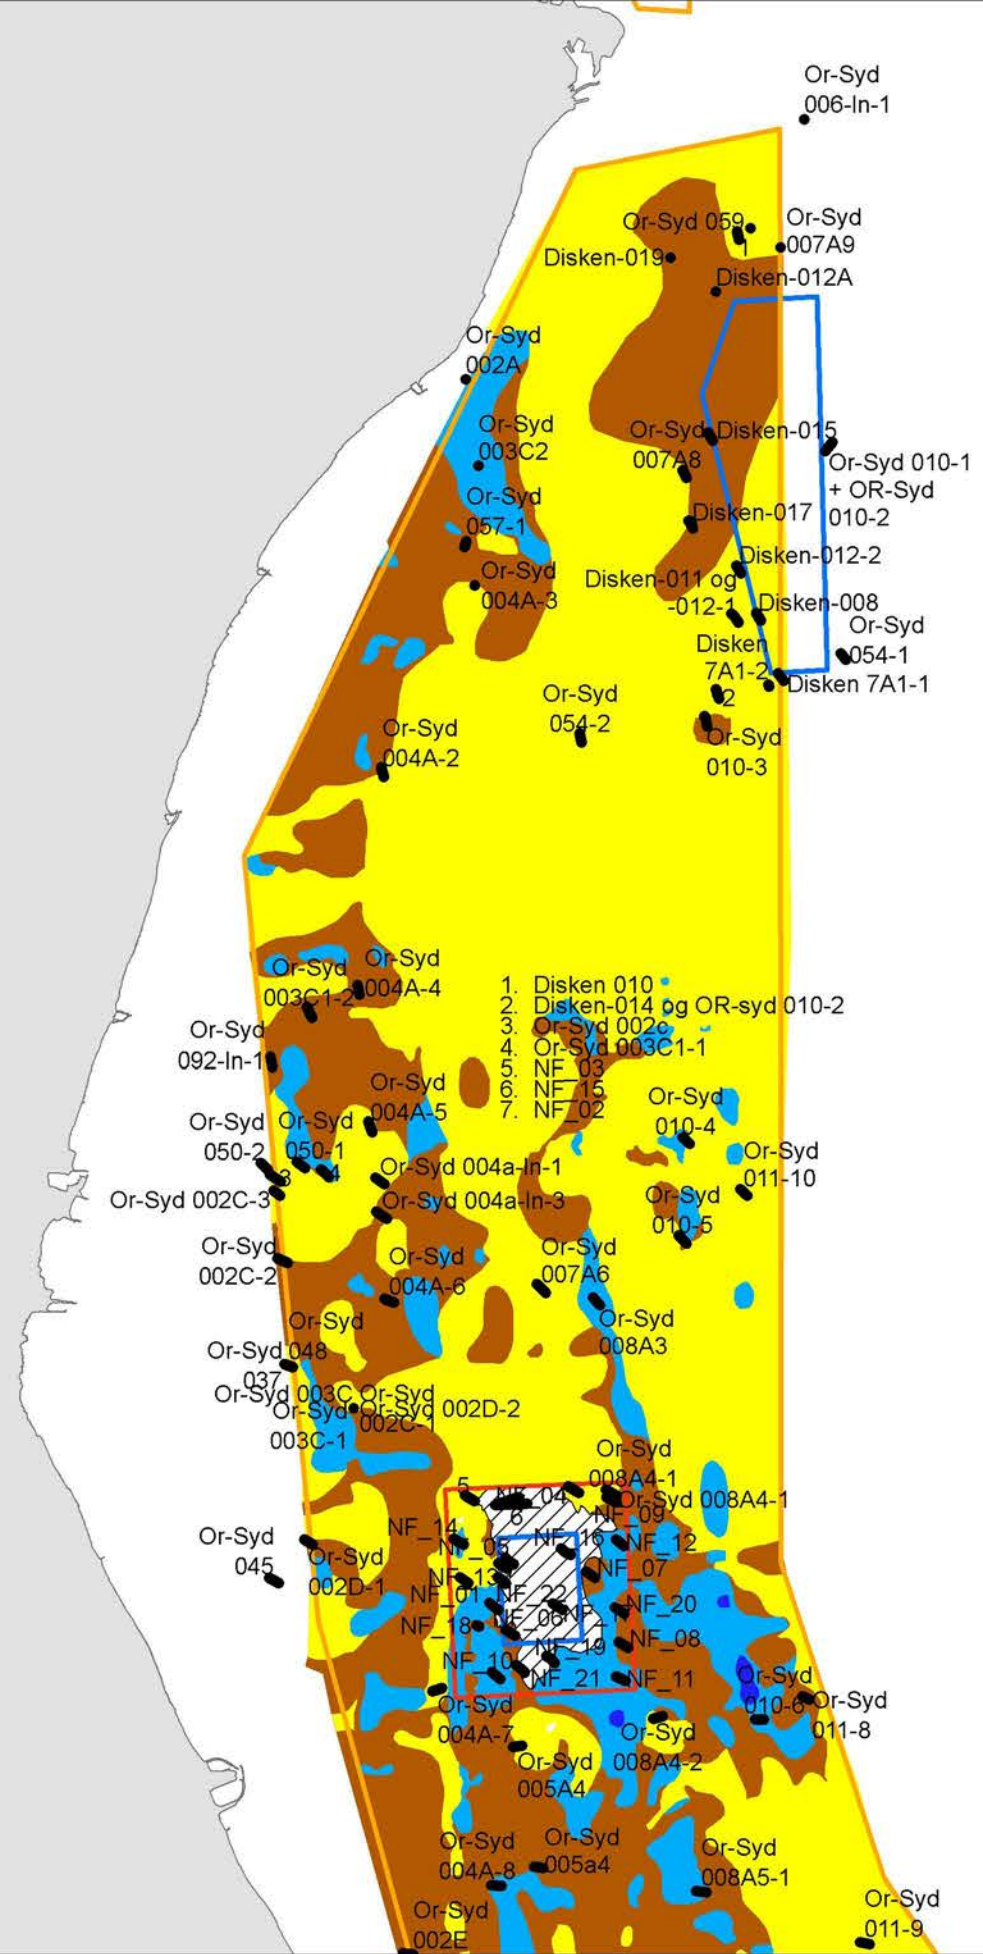 Or-Syd
006-In-1
Or-Syd 059
1
Or-Syd
007A9
Disken-019
Disken-012A
Or-Syd
002A
Or-Syd
003C2
Or-Syd
007A8
Disken-015
Or-Syd 010-1
+ OR-Syd
010-2
Or-Syd
057-1
Disken-017
Disken-012-2
Or-Syd
004A-3
Disken-011 og
-012-1
Disken-008
Or-Syd
054-1
Disken
7A1-2
2
Disken 7A1-1
Or-Syd
054-2
Or-Syd
010-3
Or-Syd
004A-2
Or-Syd
003C1-2
Or-Syd
004A-4
1. Disken 010
2. Disken-014 og OR-syd 010-2
3. Or-Syd 002c
4. Or-Syd 003C1-1
5. NF_03
6. NF_15
7. NF_02
Or-Syd
092-In-1
Or-Syd
004A-5
Or-Syd
010-4
Or-Syd
050-2
Or-Syd
050-1
3
4
Or-Syd
011-10
Or-Syd 004a-In-1
Or-Syd 002C-3
Or-Syd 004a-In-3
Or-Syd
010-5
Or-Syd
002C-2
Or-Syd
004A-6
Or-Syd
007A6
Or-Syd
008A3
Or-Syd
048
Or-Syd
037
Or-Syd 003C
Or-Syd
002C-1
Or-Syd 002D-2
Or-Syd
003C-1
Or-Syd
008A4-1
Or-Syd 008A4-1
5
NF_04
6
NF_09
NF_14
NF_05
NF_16
NF_12
Or-Syd
045
Or-Syd
002D-1
NF_13
NF_07
NF_01
NF_22
NF_20
NF_18
NF_06
NF_08
NF_19
NF_10
NF_21
NF_11
Or-Syd
010-6
Or-Syd
011-8
Or-Syd
004A-7
Or-Syd
008A4-2
Or-Syd
005A4
Or-Syd
004A-8
Or-Syd
005a4
Or-Syd
008A5-1
Or-Syd
002E
Or-Syd
011-9